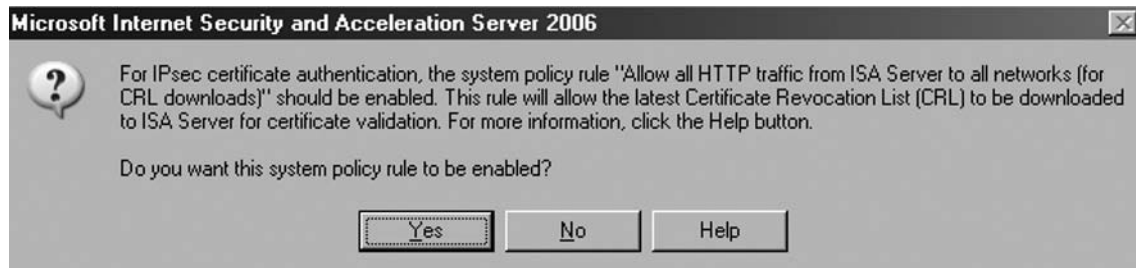 Microsoft Internet Security and Acceleration Server 2006
For IPsec certificate authentication, the system policy rule "Allow all HTTP traffic from ISA Server to all networks (for
CRL downloads)" should be enabled. This rule will allow the latest Certificate Revocation List (CRL) to be downloaded
to ISA Server for certificate validation. For more information, click the Help button.
Do you want this system policy rule to be enabled?
Yes No Help